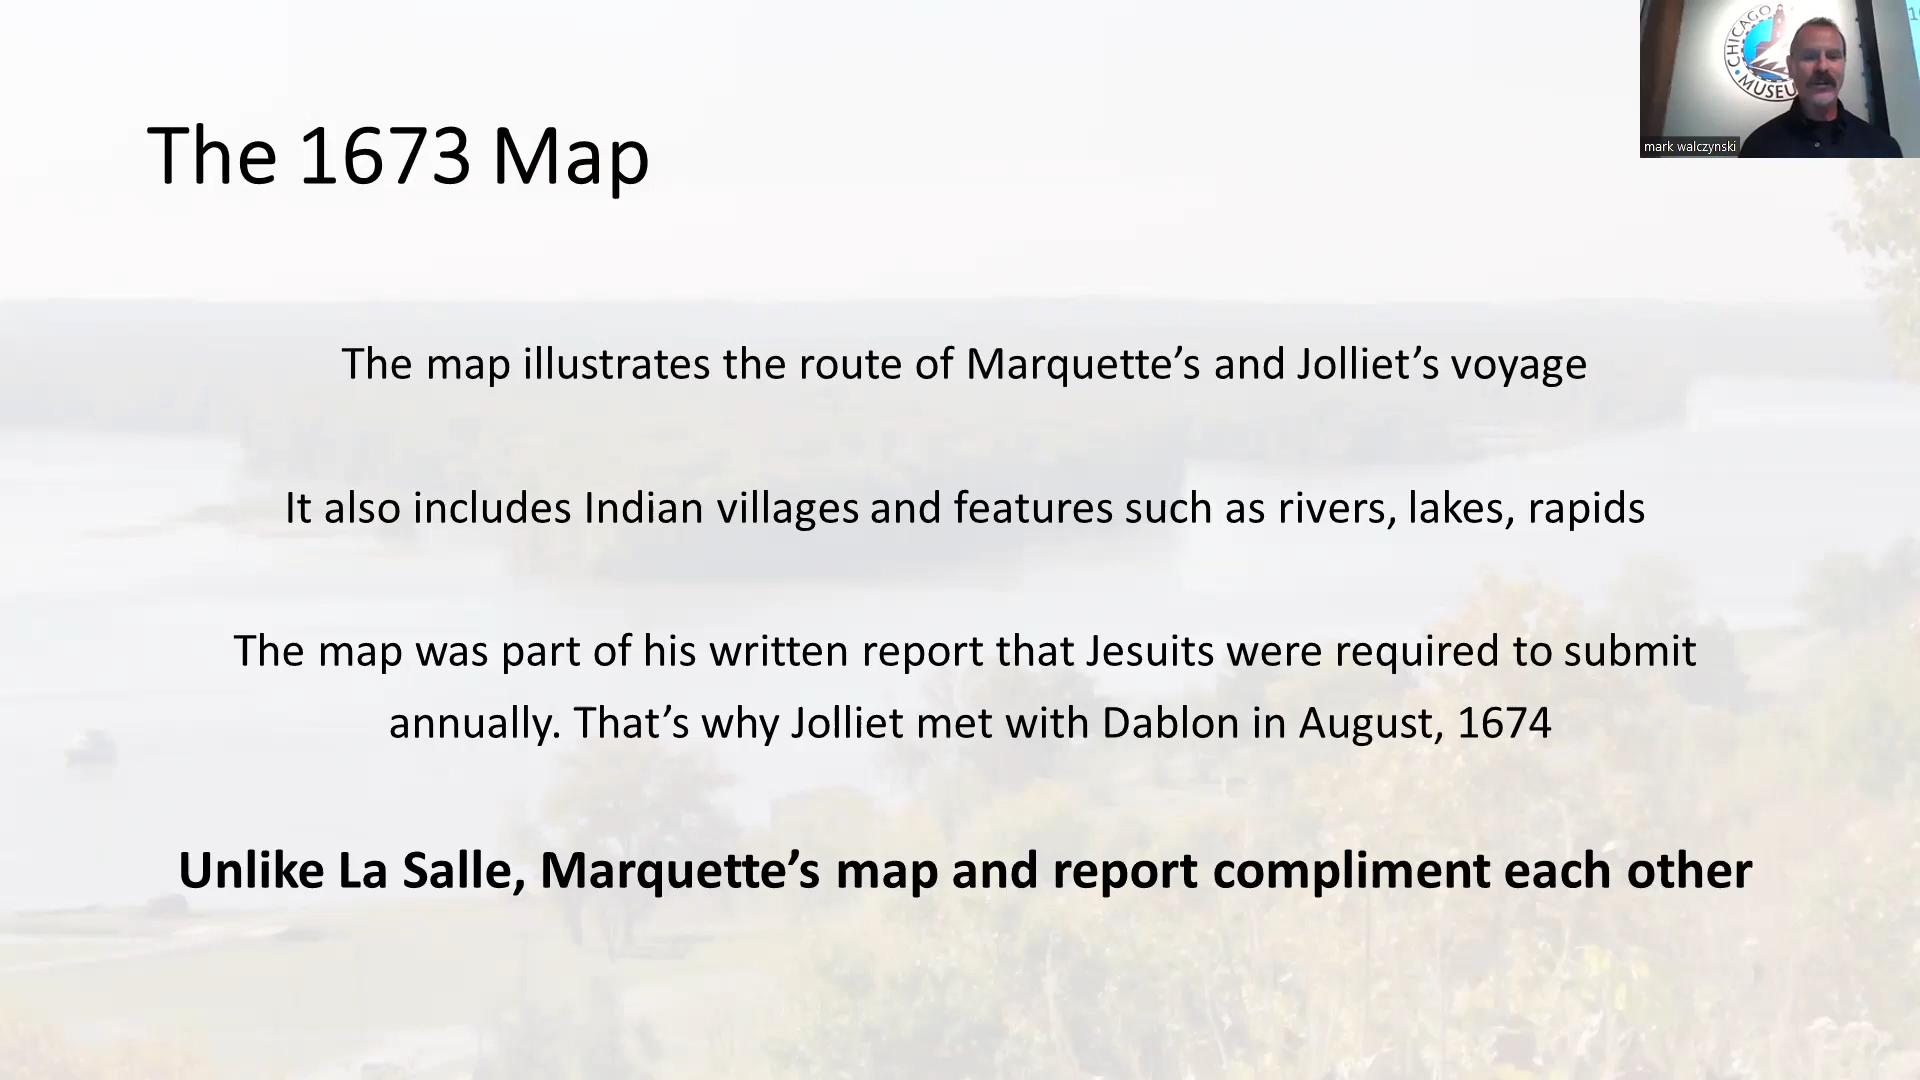 The 1673 Map
The map illustrates the route of Marquette’s and Jolliet’s voyage
It also includes Indian villages and features such as rivers, lakes, rapids
The map was part of his written report that Jesuits were required to submit
annually. That’s why Jolliet met with Dablon in August, 1674
Unlike La Salle, Marquette’s map and report compliment each other
CHICAGO
MUSEU
mark walczynski